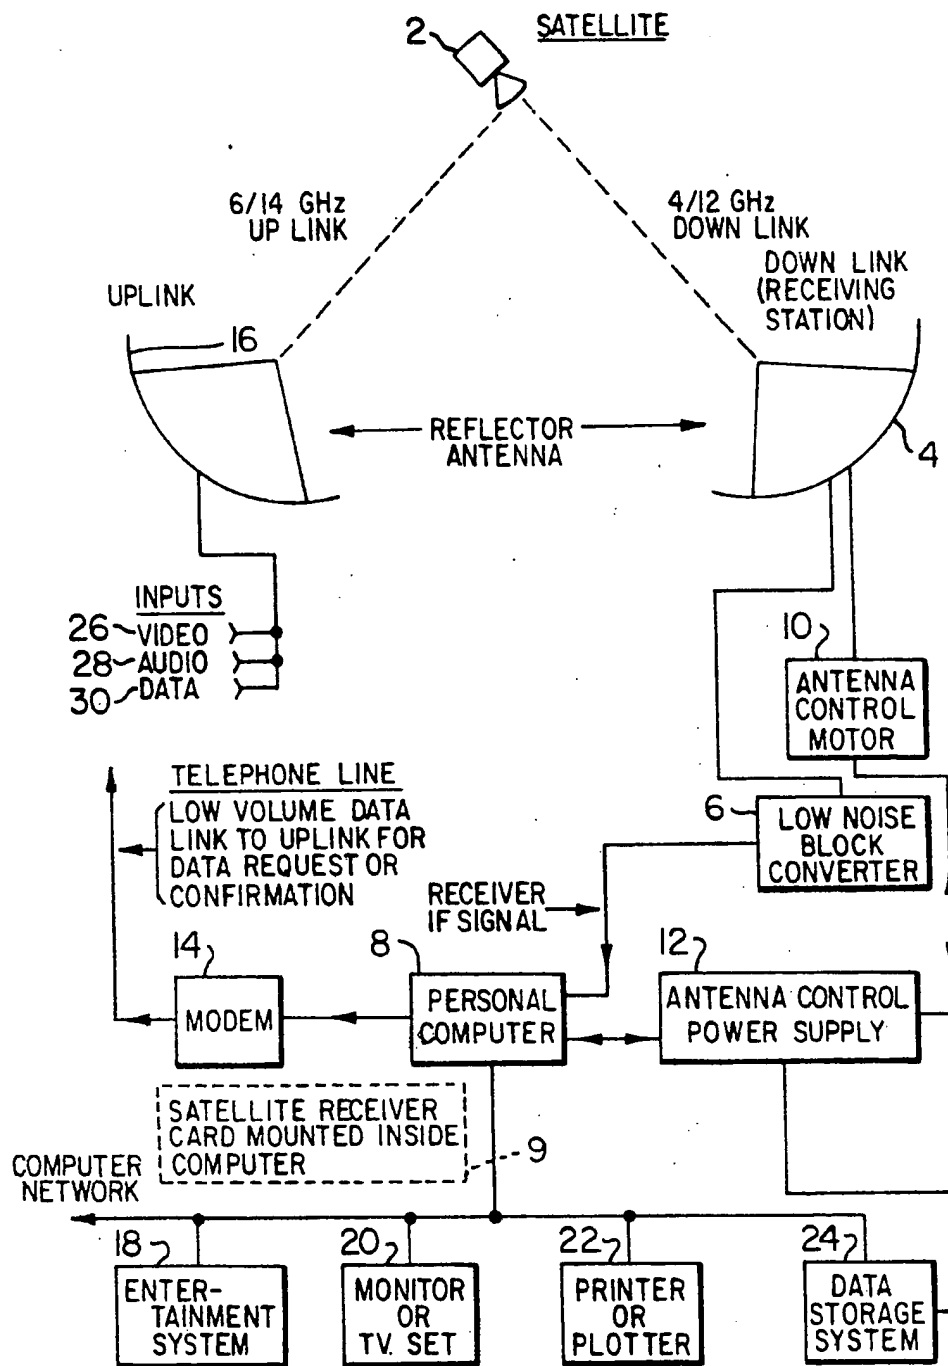 SATELLITE
2
6/14 GHz
UP LINK
4/12 GHz
DOWN LINK
UPLINK
DOWN LINK
(RECEIVING
STATION)
16
REFLECTOR
ANTENNA
4
INPUTS
26 VIDEO
28 AUDIO
30 DATA
10
ANTENNA
CONTROL
MOTOR
TELEPHONE LINE
LOW VOLUME DATA
LINK TO UPLINK FOR
DATA REQUEST OR
CONFIRMATION
6
LOW NOISE
BLOCK
CONVERTER
RECEIVER
IF SIGNAL
14
MODEM
8
PERSONAL
COMPUTER
12
ANTENNA CONTROL
POWER SUPPLY
SATELLITE RECEIVER
CARD MOUNTED INSIDE
COMPUTER
9
COMPUTER
NETWORK
18
ENTER-
TAINMENT
SYSTEM
20
MONITOR
OR
TV. SET
22
PRINTER
OR
PLOTTER
24
DATA
STORAGE
SYSTEM